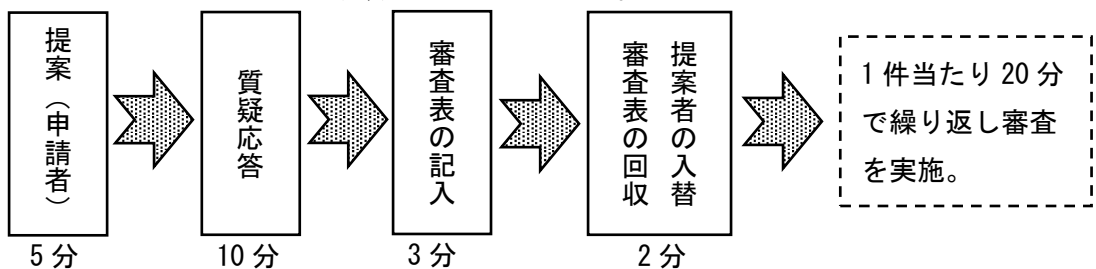 提案（申請者）
質疑応答
審査表の記入
提案者の入替
審査表の回収
1件当たり20分
で繰り返し審査
を実施。
5分
10分
3分
2分